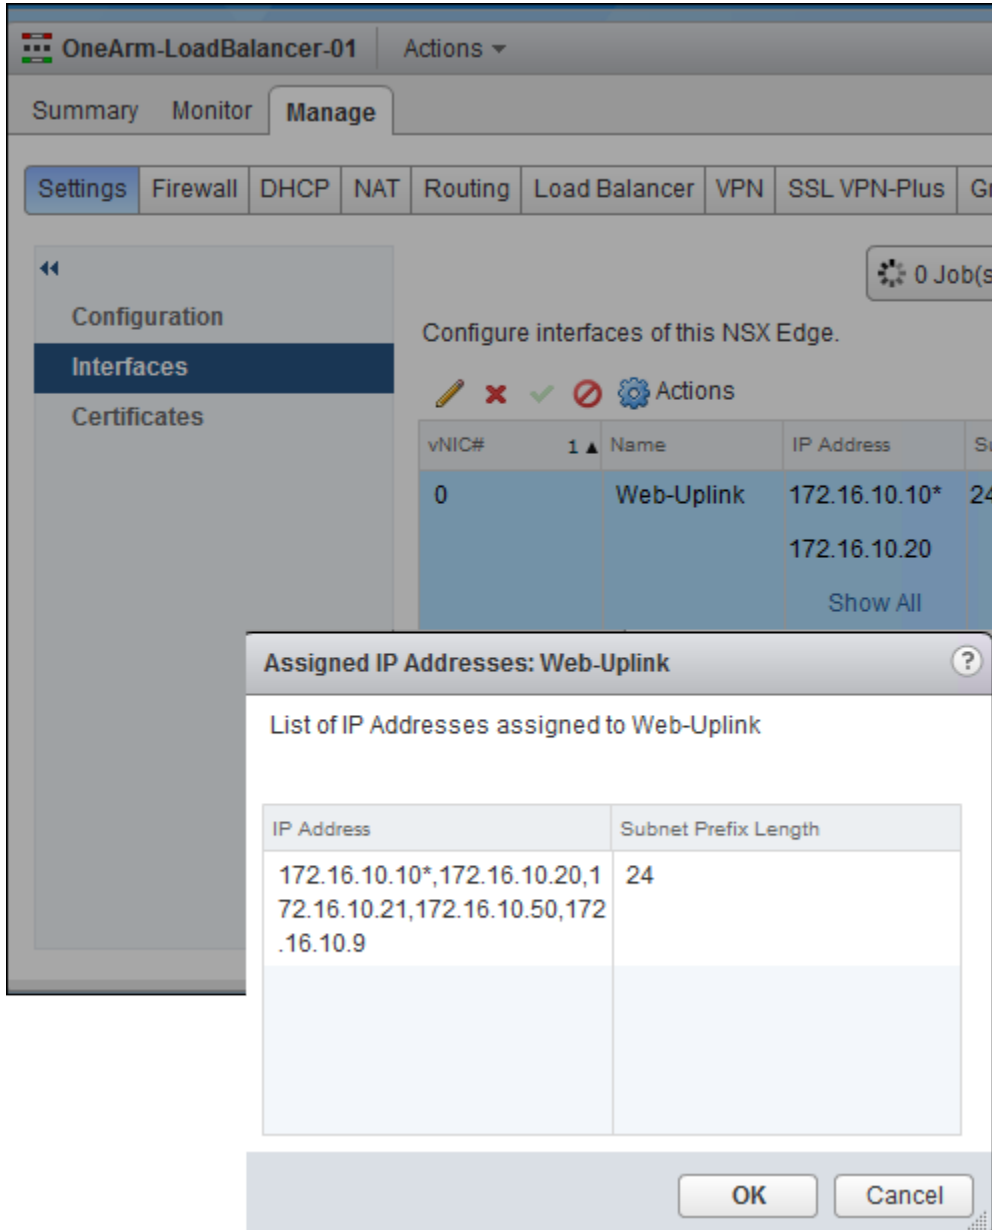 OneArm-LoadBalancer-01 Actions
Summary Monitor Manage
Settings Firewall DHCP NAT Routing Load Balancer VPN SSL VPN-Plus
0 Job(s
Configuration
Interfaces
Certificates
Configure interfaces of this NSX Edge.
Actions
vNIC# 1 ▲ Name IP Address
0 Web-Uplink 172.16.10.10* 24
172.16.10.20
Show All
Assigned IP Addresses: Web-Uplink ?
List of IP Addresses assigned to Web-Uplink
IP Address Subnet Prefix Length
172.16.10.10*,172.16.10.20,1 24
72.16.10.21,172.16.10.50,172
.16.10.9
OK Cancel